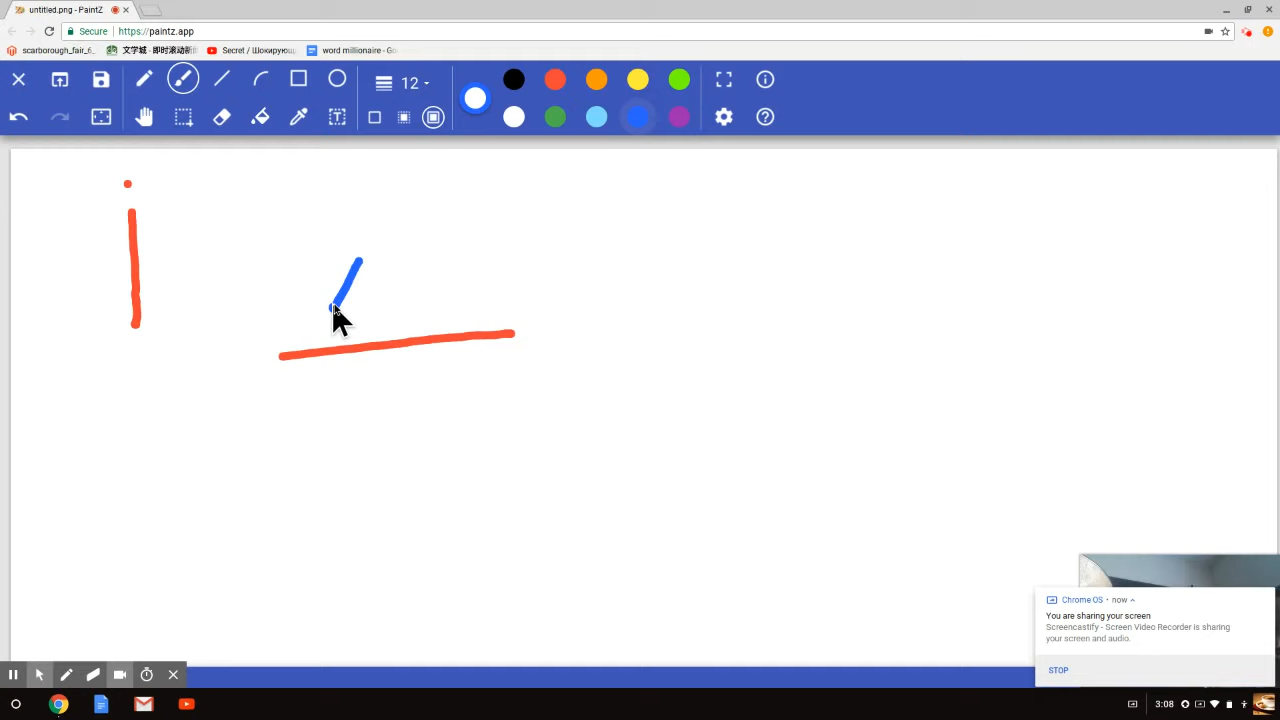 untitled.png - PaintZ
Secure https://paintz.app
scarborough_fair_6 文学城 - 即时滚动新 Secret / Шокирующ word millionaire - Go
12
i
Chrome OS • now
You are sharing your screen
Screencastify - Screen Video Recorder is sharing
your screen and audio.
STOP
3:08